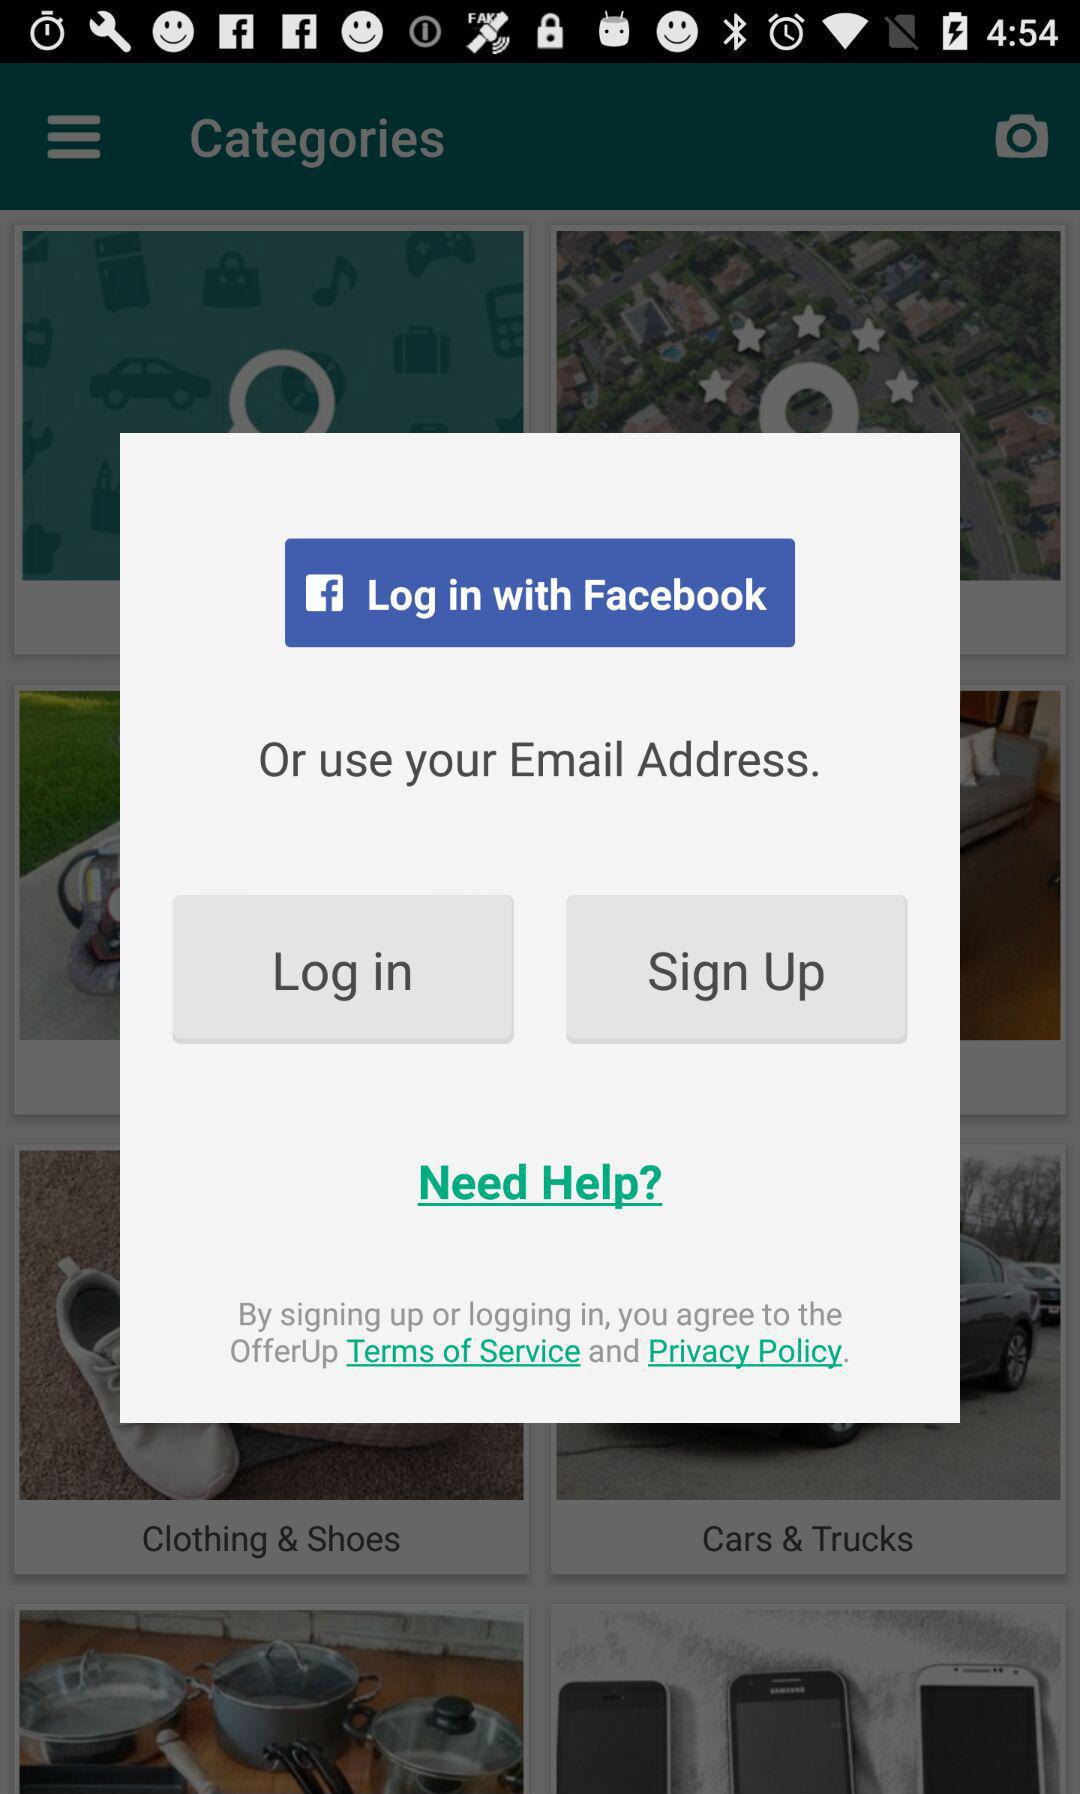 FAKE
4:54
Categories
Log in with Facebook
Or use your Email Address.
Log in
Sign Up
Need Help?
By signing up or logging in, you agree to the
OfferUp Terms of Service and Privacy Policy.
Clothing & Shoes
Cars & Trucks
SAMSUNG